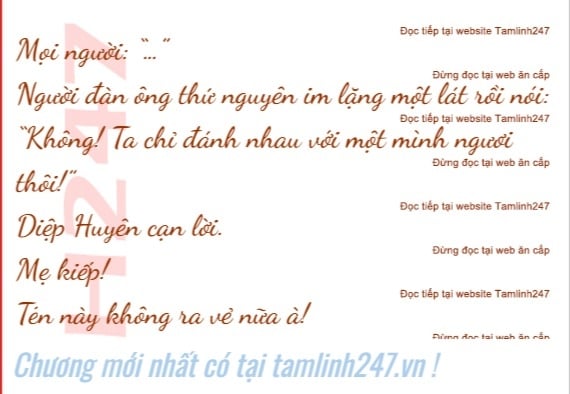 Đọc tiếp tại website Tamlinh247
Mọi người: “...”
Đừng đọc tại web ăn cắp
Người đàn ông thứ nguyên im lặng một lát rồi nói:
Đọc tiếp tại website Tamlinh247
“Không! Ta chỉ đánh nhau với một mình ngươi
Đừng đọc tại web ăn cắp
thôi!”
Đọc tiếp tại website Tamlinh247
Diệp Huyên cạn lời.
Đừng đọc tại web ăn cắp
Mẹ kiếp!
Đọc tiếp tại website Tamlinh247
Tên này không ra vẻ nữa à!
Đừng đọc tại web ăn cắp
H247
Chương mới nhất có tại tamlinh247.vn !